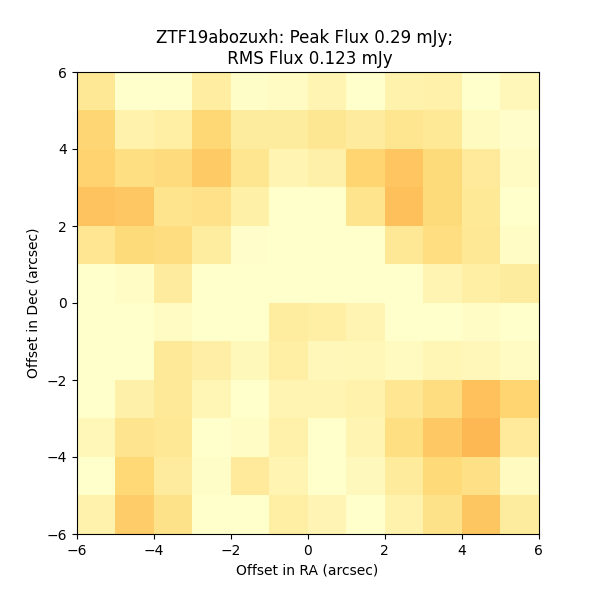 ZTF19abozuxh: Peak Flux 0.29 mJy;
RMS Flux 0.123 mJy
6
4
2
0
−2
−4
−6
Offset in Dec (arcsec)
−6 −4 −2 0 2 4 6
Offset in RA (arcsec)